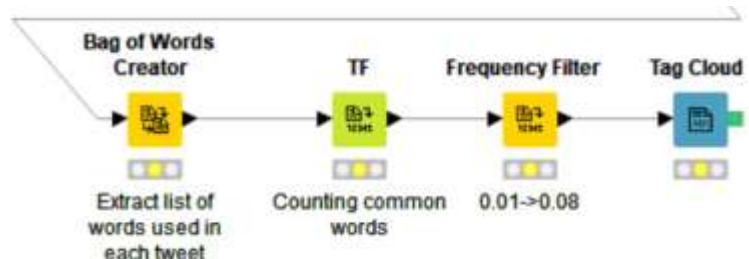 Bag of Words
Creator
TF
Frequency Filter
Tag Cloud
Extract list of
words used in
each tweet
Counting common
words
0.01->0.08